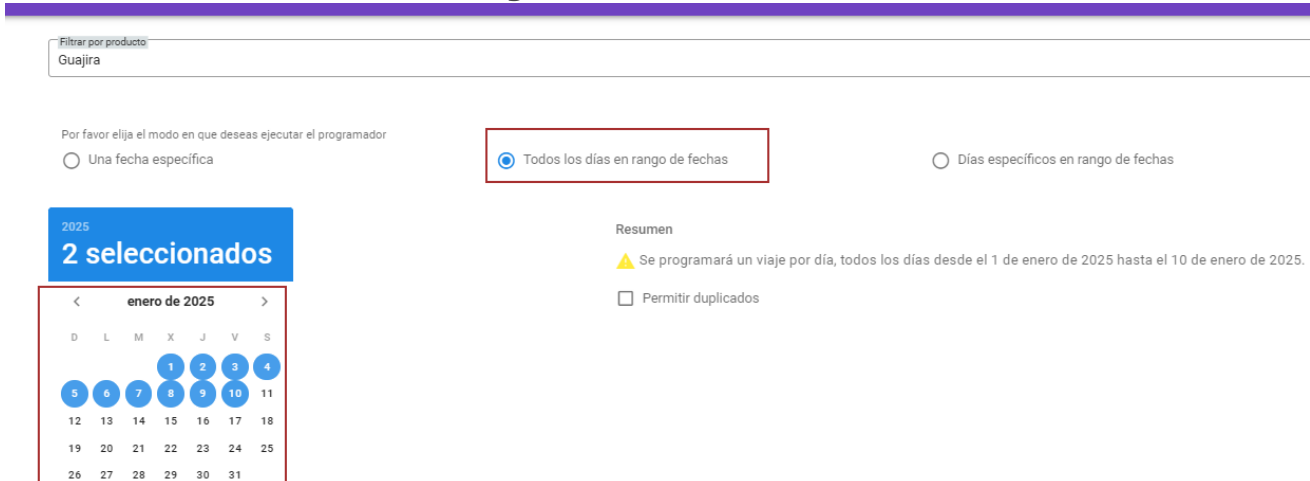 Filtrar por producto
Guajira
Por favor elija el modo en que deseas ejecutar el programador
Una fecha específica
Todos los días en rango de fechas
Días específicos en rango de fechas
2025
2 seleccionados
Resumen
Se programará un viaje por día, todos los días desde el 1 de enero de 2025 hasta el 10 de enero de 2025.
Permitir duplicados
enero de 2025
D L M X J V S
1 2 3 4
5 6 7 8 9 10 11
12 13 14 15 16 17 18
19 20 21 22 23 24 25
26 27 28 29 30 31